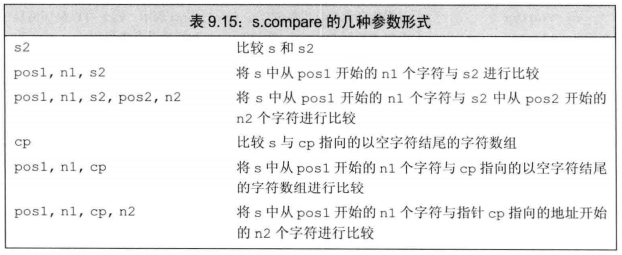 表 9.15：s.compare 的几种参数形式
s2 比较 s 和 s2
pos1, n1, s2 将 s 中从 pos1 开始的 n1 个字符与 s2 进行比较
pos1, n1, s2, pos2, n2 将 s 中从 pos1 开始的 n1 个字符与 s2 中从 pos2 开始的
n2 个字符进行比较
cp 比较 s 与 cp 指向的以空字符结尾的字符数组
pos1, n1, cp 将 s 中从 pos1 开始的 n1 个字符与 cp 指向的以空字符结尾
的字符数组进行比较
pos1, n1, cp, n2 将 s 中从 pos1 开始的 n1 个字符与指针 cp 指向的地址开始
的 n2 个字符进行比较